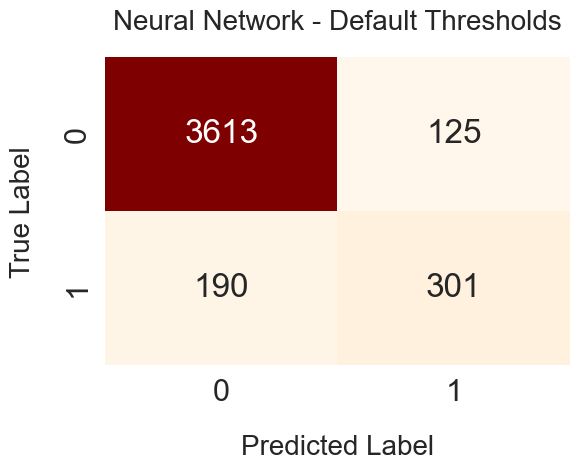 Neural Network - Default Thresholds
True Label
0
3613
125
1
190
301
0
1
Predicted Label